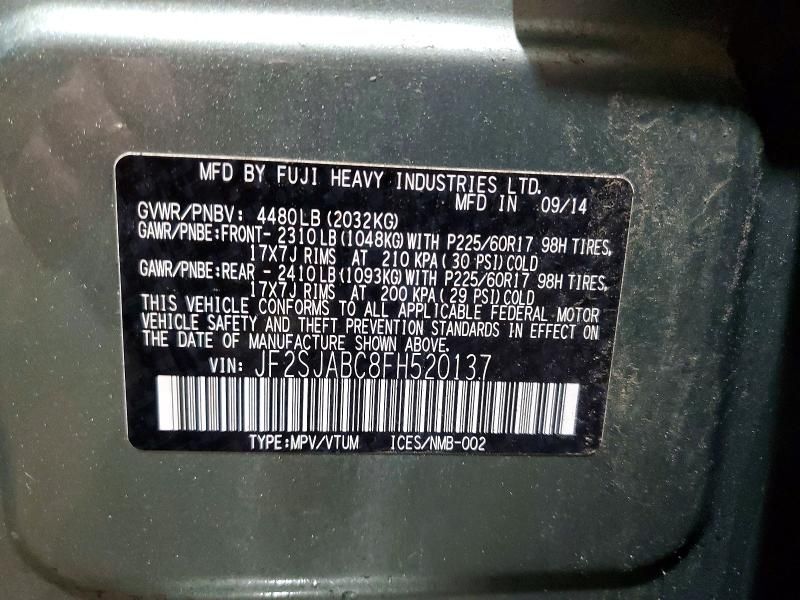 MFD BY FUJI HEAVY INDUSTRIES LTD.
MFD IN 09/14
GVWR/PNBV: 4480LB (2032KG)
GAWR/PNBE:FRONT- 2310LB (1048KG) WITH P225/60R17 98H TIRES,
17X7J RIMS AT 210 KPA (30 PSI) COLD
GAWR/PNBE:REAR - 2410LB (1093KG) WITH P225/60R17 98H TIRES,
17X7J RIMS AT 200 KPA (29 PSI) COLD
THIS VEHICLE CONFORMS TO ALL APPLICABLE FEDERAL MOTOR
VEHICLE SAFETY AND THEFT PREVENTION STANDARDS IN EFFECT ON
THE DATE OF MANUFACTURE SHOWN ABOVE.
VIN: JF2SJABC8FH520137
TYPE:MPV/VTUM ICES/NMB-002